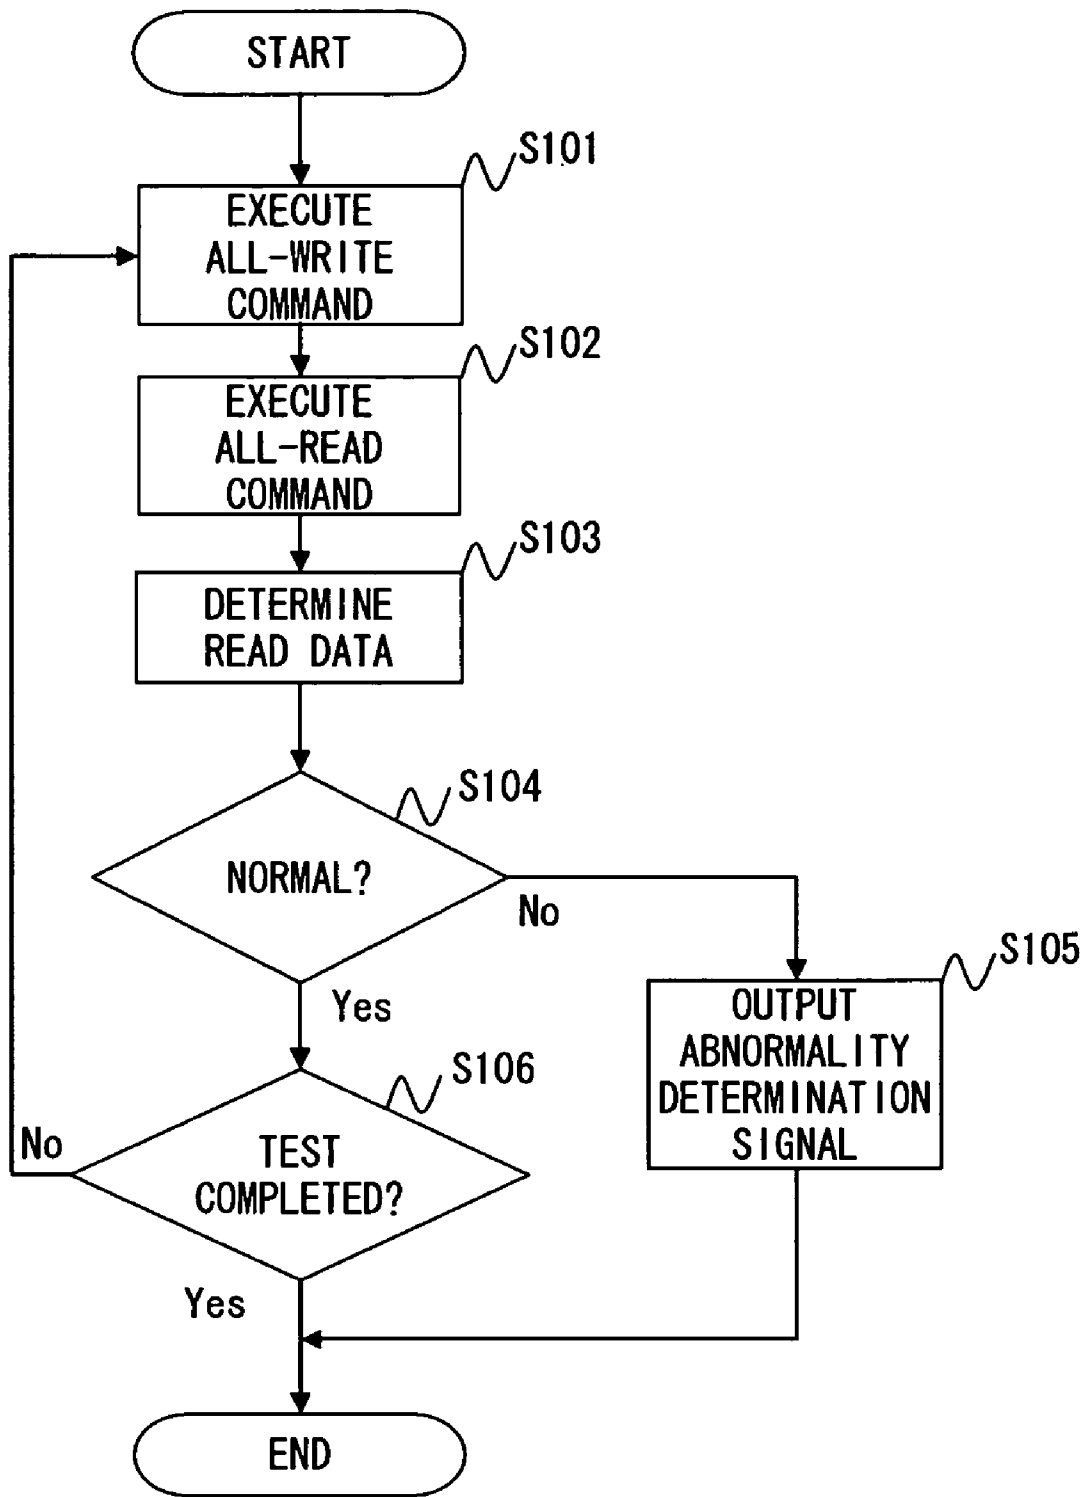 START
S101
EXECUTE
ALL-WRITE
COMMAND
S102
EXECUTE
ALL-READ
COMMAND
S103
DETERMINE
READ DATA
S104
NORMAL?
No
Yes
S105
OUTPUT
ABNORMALITY
DETERMINATION
SIGNAL
S106
No
TEST
COMPLETED?
Yes
END